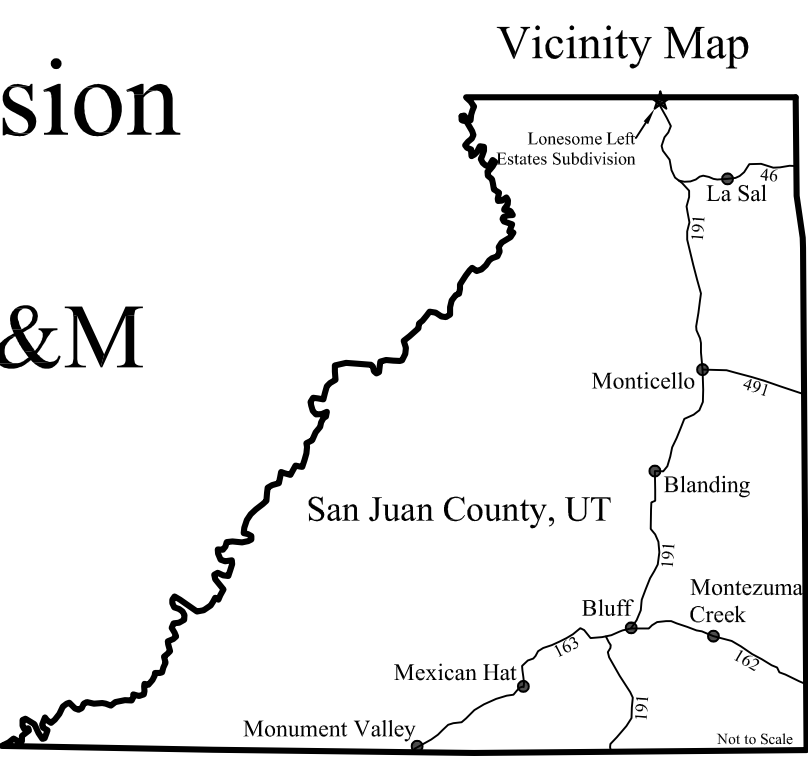 Vicinity Map
sion
Lonesome Left
Estates Subdivision
46
La Sal
191
&M
Monticello
491
Blanding
San Juan County, UT
191
Montezuma
Creek
Bluff
163
162
Mexican Hat
191
Monument Valley
Not to Scale